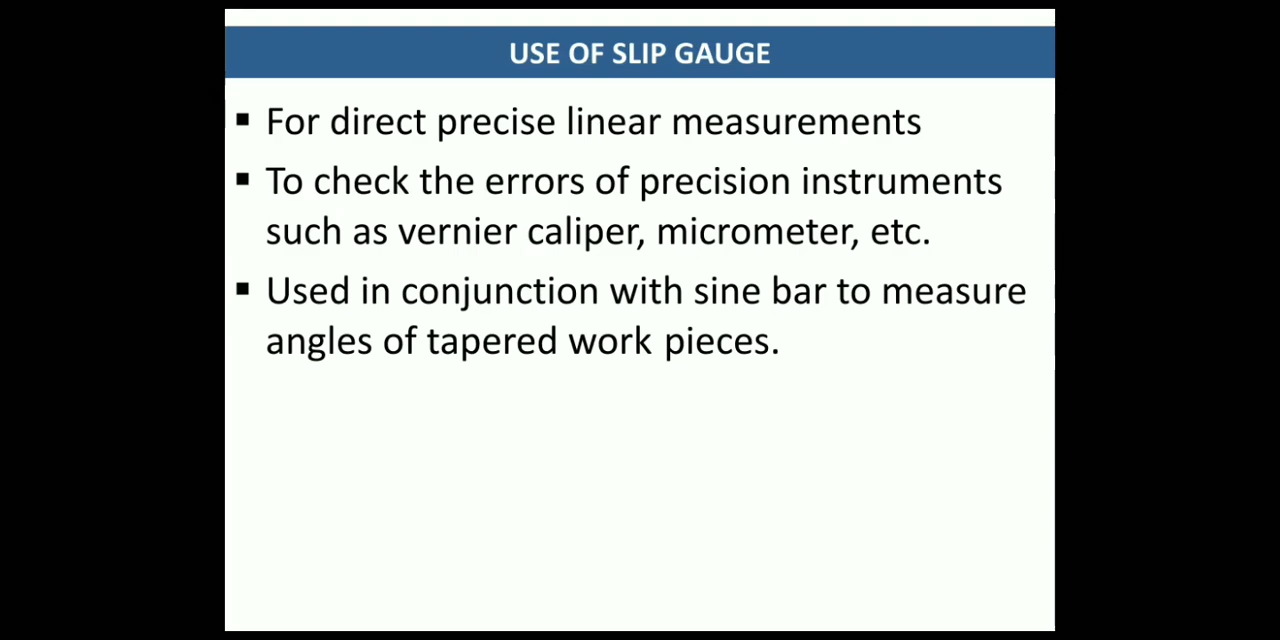 USE OF SLIP GAUGE
▪ For direct precise linear measurements
▪ To check the errors of precision instruments
such as vernier caliper, micrometer, etc.
▪ Used in conjunction with sine bar to measure
angles of tapered work pieces.